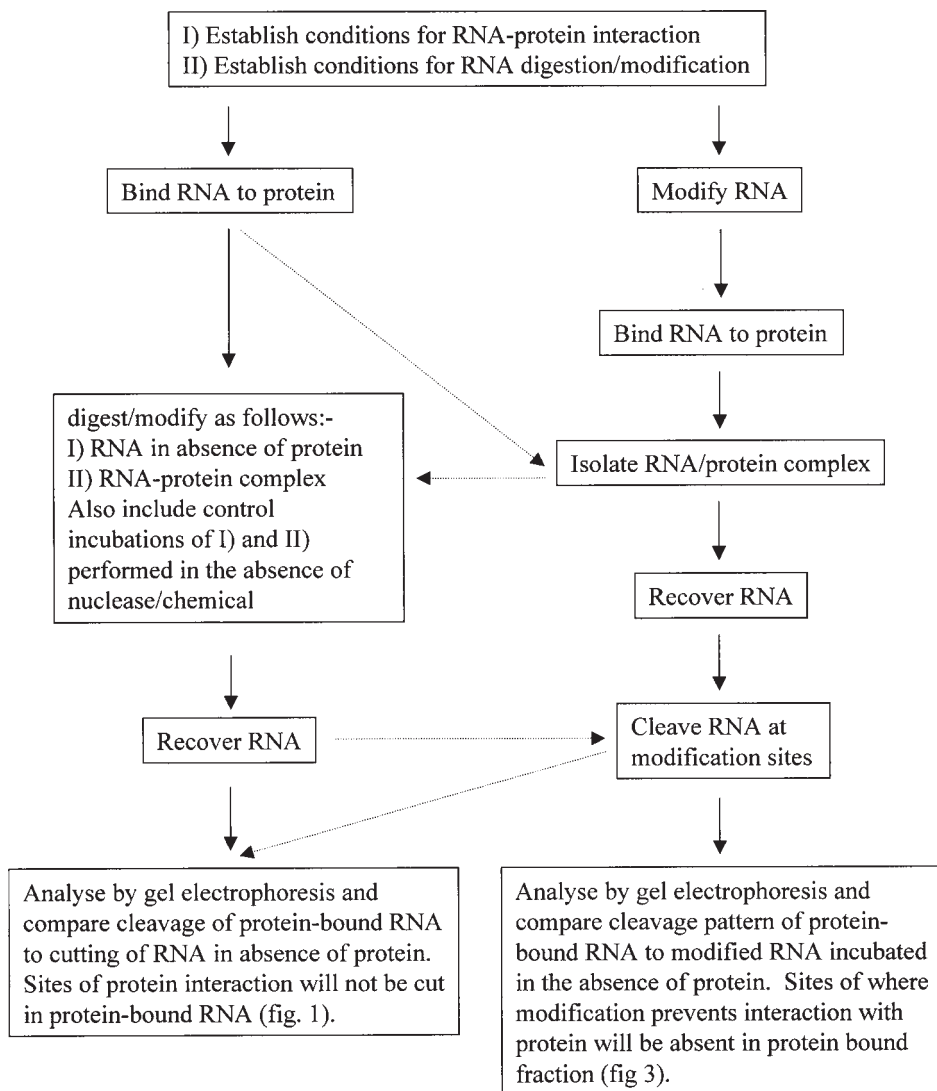 I) Establish conditions for RNA-protein interaction
II) Establish conditions for RNA digestion/modification
Bind RNA to protein
Modify RNA
Bind RNA to protein
digest/modify as follows:-
I) RNA in absence of protein
II) RNA-protein complex
Also include control
incubations of I) and II)
performed in the absence of
nuclease/chemical
Isolate RNA/protein complex
Recover RNA
Recover RNA
Cleave RNA at
modification sites
Analyse by gel electrophoresis and
compare cleavage of protein-bound RNA
to cutting of RNA in absence of protein.
Sites of protein interaction will not be cut
in protein-bound RNA (fig. 1).
Analyse by gel electrophoresis and
compare cleavage pattern of protein-
bound RNA to modified RNA incubated
in the absence of protein.  Sites of where
modification prevents interaction with
protein will be absent in protein bound
fraction (fig 3).